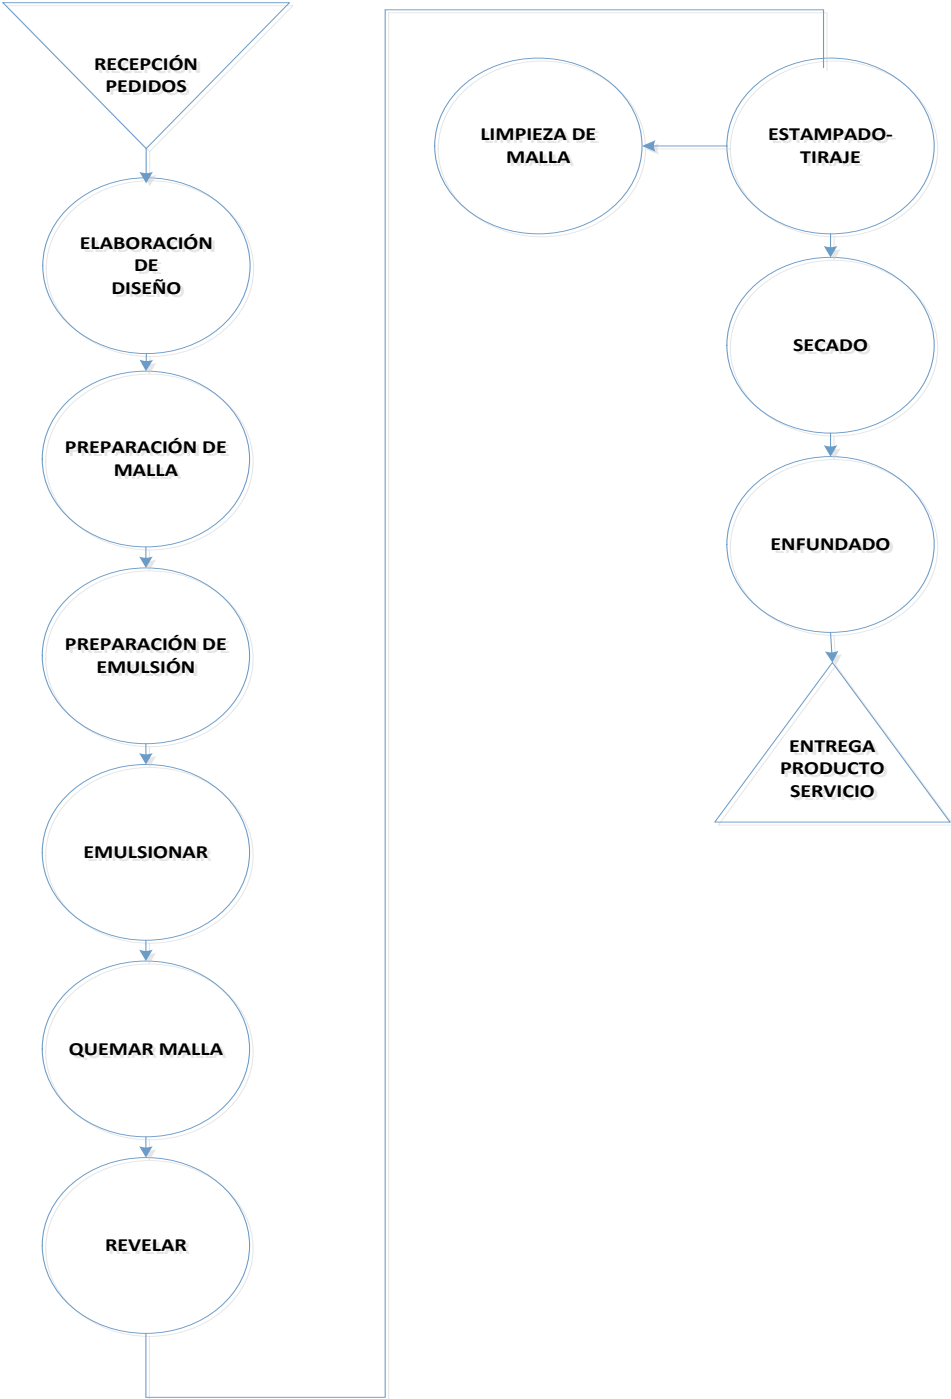 RECEPCIÓN
PEDIDOS
ELABORACIÓN
DE
DISEÑO
PREPARACIÓN DE
MALLA
PREPARACIÓN DE
EMULSIÓN
EMULSIONAR
QUEMAR MALLA
REVELAR
ESTAMPADO-
TIRAJE
LIMPIEZA DE
MALLA
SECADO
ENFUNDADO
ENTREGA
PRODUCTO
SERVICIO